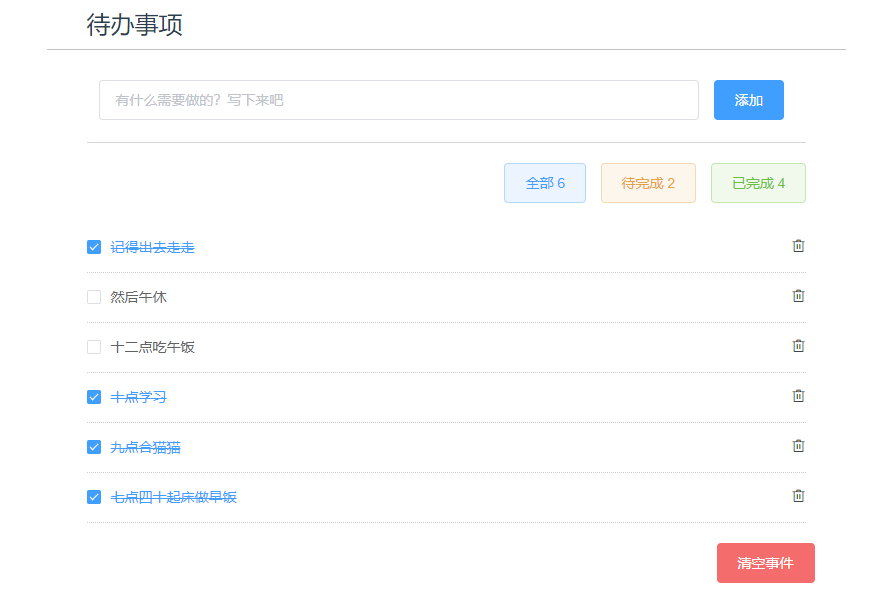 待办事项
有什么需要做的？写下来吧
添加
全部 6
待完成 2
已完成 4
记得出去走走
然后午休
十二点吃午饭
十点学习
九点合猫猫
七点四十起床做早饭
清空事件